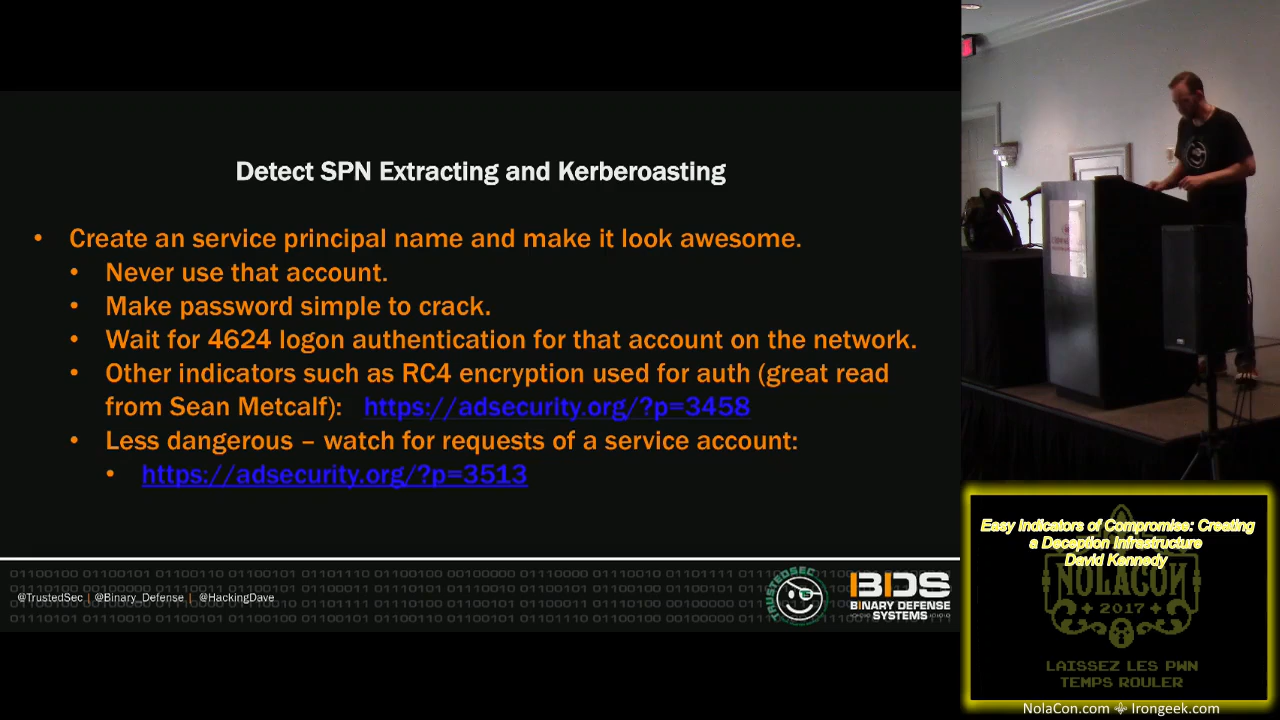 Detect SPN Extracting and Kerberoasting
• Create an service principal name and make it look awesome.
• Never use that account.
• Make password simple to crack.
• Wait for 4624 logon authentication for that account on the network.
• Other indicators such as RC4 encryption used for auth (great read
from Sean Metcalf): https://adsecurity.org/?p=3458
• Less dangerous – watch for requests of a service account:
• https://adsecurity.org/?p=3513
@TrustedSec | @Binary_Defense | @HackingDave
TRUSTEDSEC
BDS
BINARY DEFENSE
SYSTEMS
Easy Indicators of Compromise: Creating
a Deception Infrastructure
David Kennedy
NOLACON
2017
LAISSEZ LES PWN
TEMPS ROULER
NolaCon.com Irongeek.com